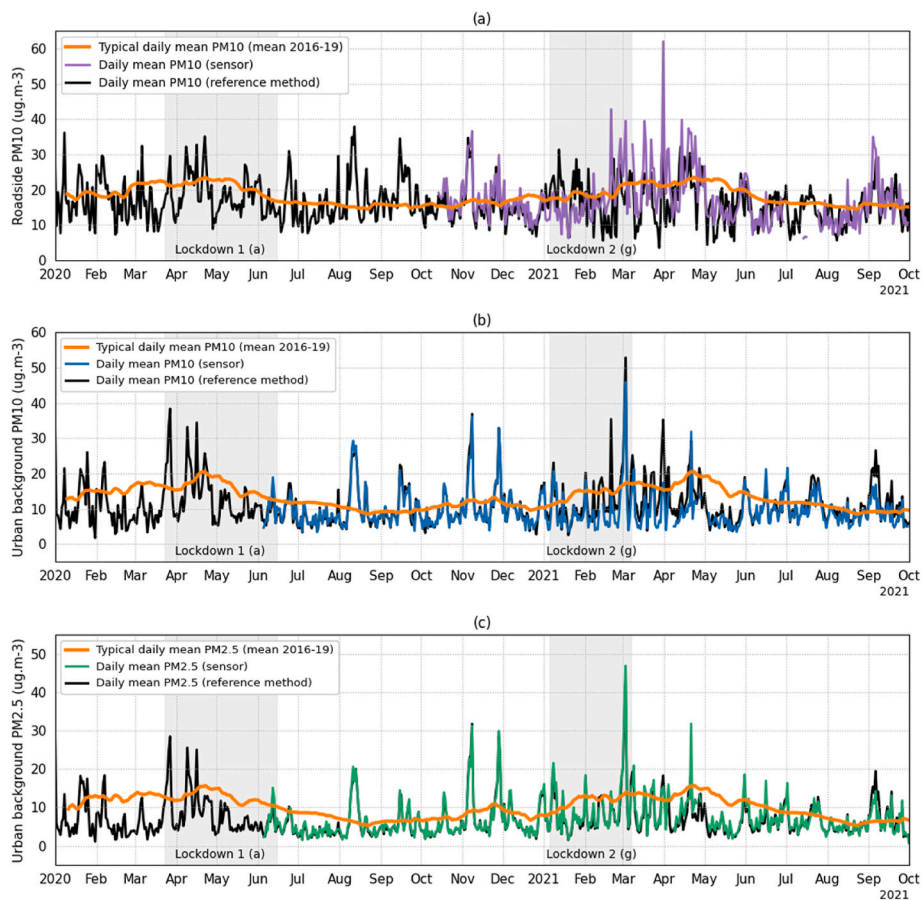 (a)
Roadside PM10 (ug.m-3)
60
50
40
30
20
10
0
Typical daily mean PM10 (mean 2016-19)
Daily mean PM10 (sensor)
Daily mean PM10 (reference method)
Lockdown 1 (a)
Lockdown 2 (g)
2020 Feb Mar Apr May Jun Jul Aug Sep Oct Nov Dec 2021 Feb Mar Apr May Jun Jul Aug Sep Oct
2021
(b)
Urban background PM10 (ug.m-3)
60
50
40
30
20
10
0
Typical daily mean PM10 (mean 2016-19)
Daily mean PM10 (sensor)
Daily mean PM10 (reference method)
Lockdown 1 (a)
Lockdown 2 (g)
2020 Feb Mar Apr May Jun Jul Aug Sep Oct Nov Dec 2021 Feb Mar Apr May Jun Jul Aug Sep Oct
2021
(c)
Urban background PM2.5 (ug.m-3)
50
40
30
20
10
0
Typical daily mean PM2.5 (mean 2016-19)
Daily mean PM2.5 (sensor)
Daily mean PM2.5 (reference method)
Lockdown 1 (a)
Lockdown 2 (g)
2020 Feb Mar Apr May Jun Jul Aug Sep Oct Nov Dec 2021 Feb Mar Apr May Jun Jul Aug Sep Oct
2021